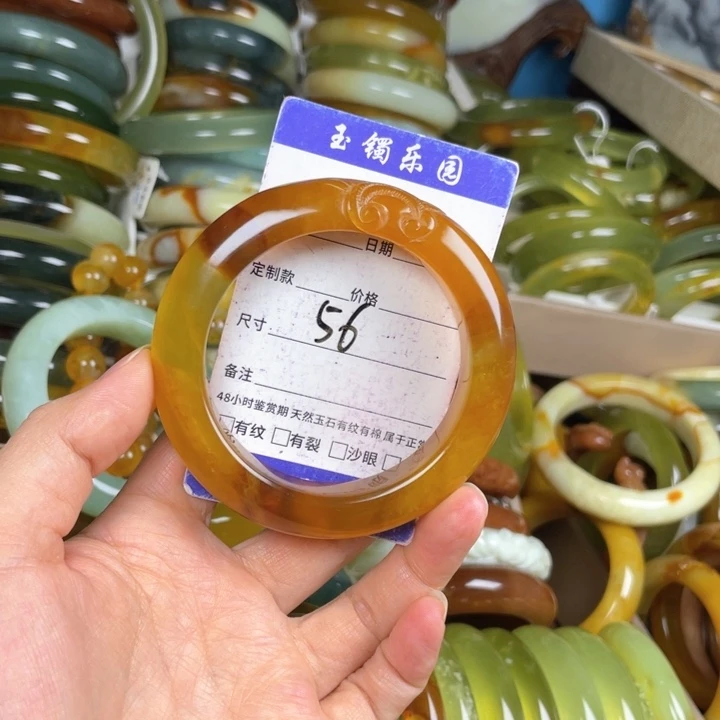 玉镯乐园
日期
定制款 价格
尺寸 56
备注
48小时鉴赏期 天然玉石有纹有棉属于正常
□有纹 □有裂 □沙眼 □